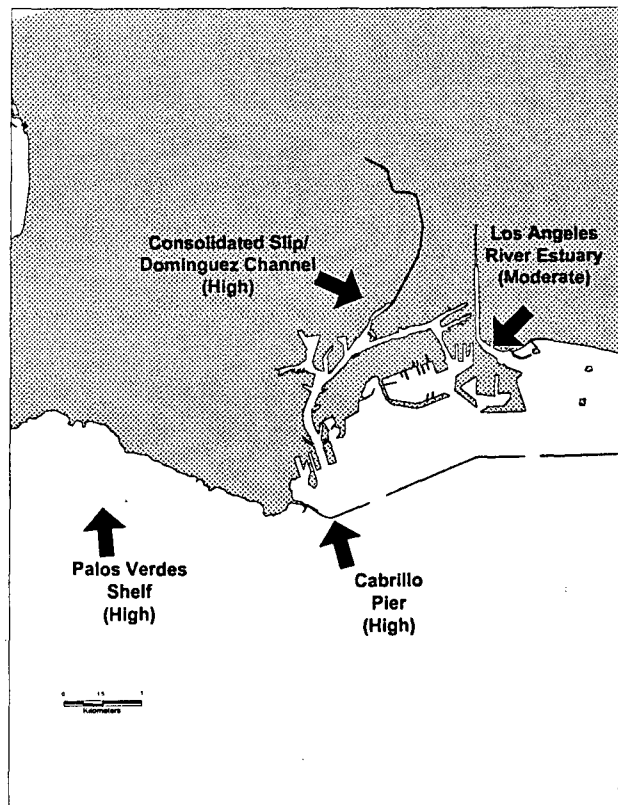 Consolidated Slip/
Dominguez Channel
(High)
Los Angeles
River Estuary
(Moderate)
Palos Verdes
Shelf
(High)
Cabrillo
Pier
(High)
Kilometers